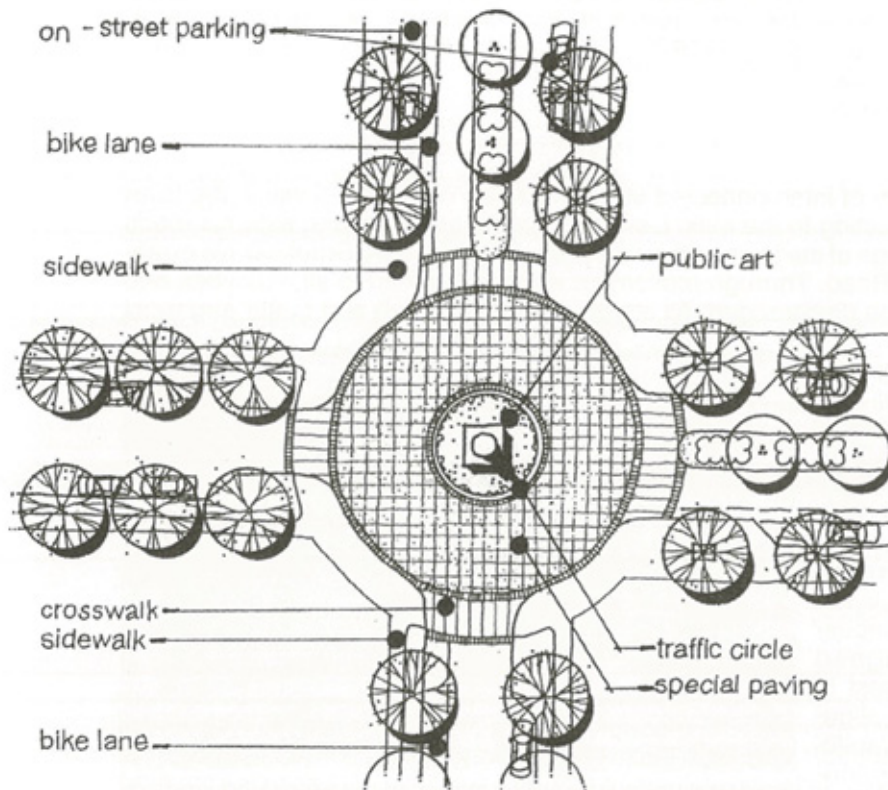 on - street parking
bike lane
sidewalk
public art
crosswalk
sidewalk
traffic circle
special paving
bike lane